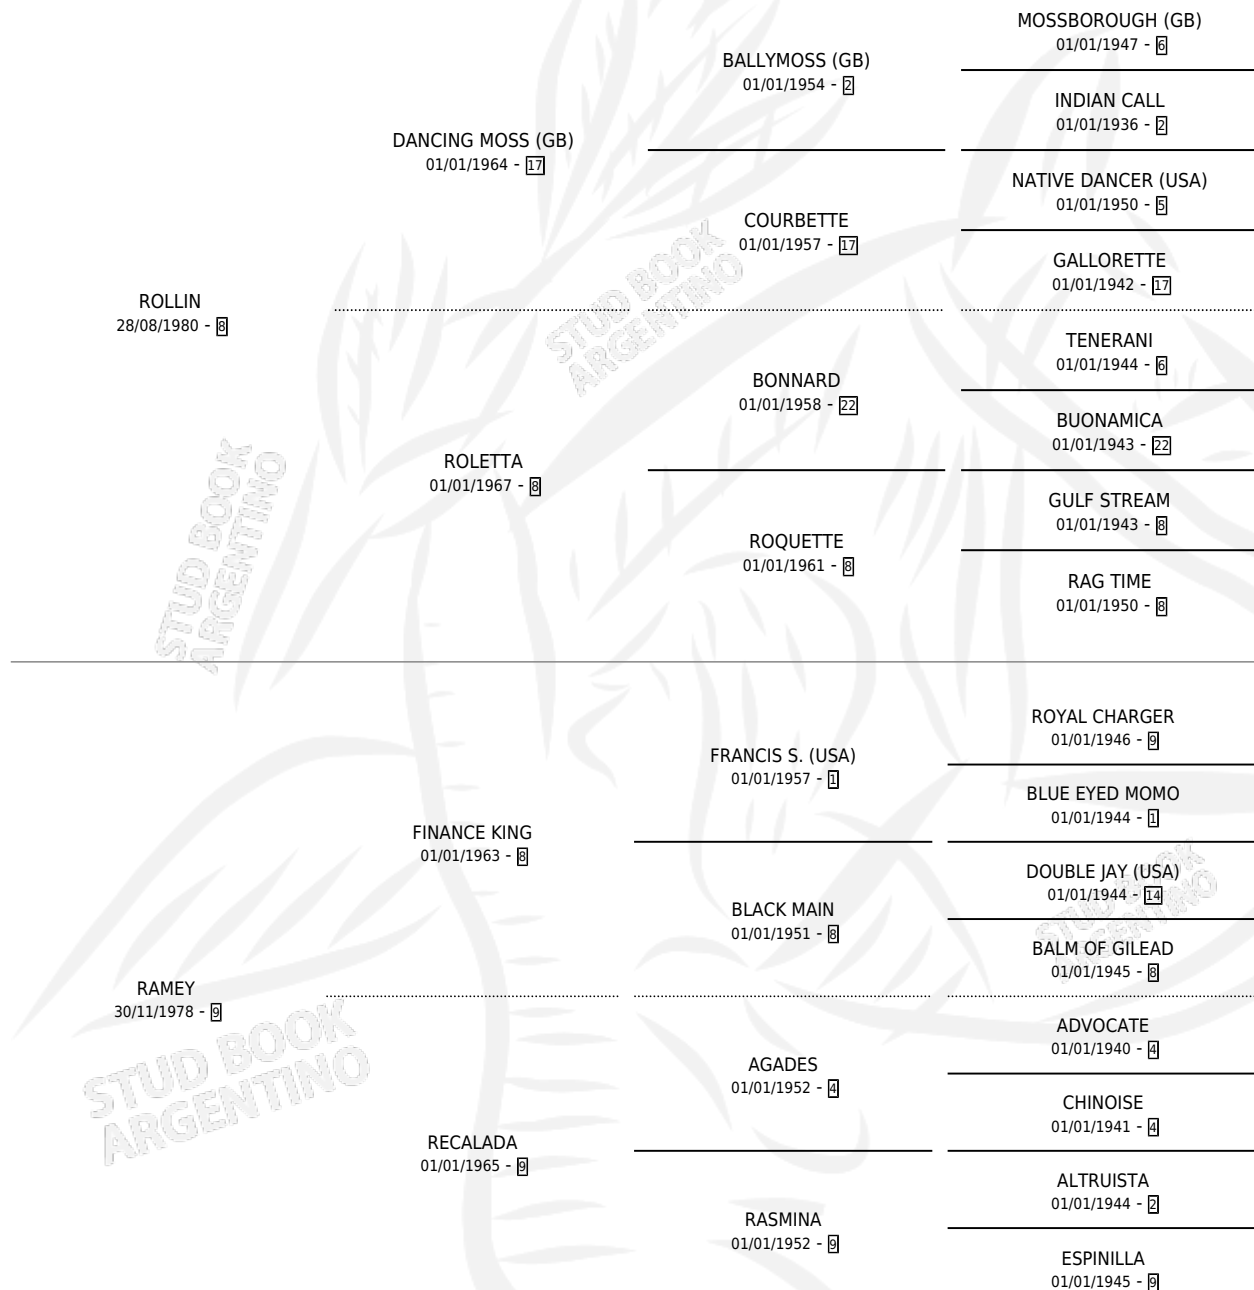 MOSSBOROUGH (GB)
01/01/1947 - 6
BALLYMOSS (GB)
01/01/1954 - 2
INDIAN CALL
01/01/1936 - 2
DANCING MOSS (GB)
01/01/1964 - 17
NATIVE DANCER (USA)
01/01/1950 - 5
COURBETTE
01/01/1957 - 17
GALLORETTE
01/01/1942 - 17
ROLLIN
28/08/1980 - 8
STUD BOOK
ARGENTINO
TENERANI
01/01/1944 - 6
BONNARD
01/01/1958 - 22
BUONAMICA
01/01/1943 - 22
ROLETTA
01/01/1967 - 8
GULF STREAM
01/01/1943 - 8
ROQUETTE
01/01/1961 - 8
RAG TIME
01/01/1950 - 8
STUD BOOK
ARGENTINO
ROYAL CHARGER
01/01/1946 - 9
FRANCIS S. (USA)
01/01/1957 - 1
BLUE EYED MOMO
01/01/1944 - 1
FINANCE KING
01/01/1963 - 8
DOUBLE JAY (USA)
01/01/1944 - 14
BLACK MAIN
01/01/1951 - 8
STUD BOOK
ARGENTINO
BALM OF GILEAD
01/01/1945 - 8
RAMEY
30/11/1978 - 9
ADVOCATE
01/01/1940 - 4
AGADES
01/01/1952 - 4
STUD BOOK
ARGENTINO
CHINOISE
01/01/1941 - 4
RECALADA
01/01/1965 - 9
ALTRUISTA
01/01/1944 - 2
RASMINA
01/01/1952 - 9
ESPINILLA
01/01/1945 - 9